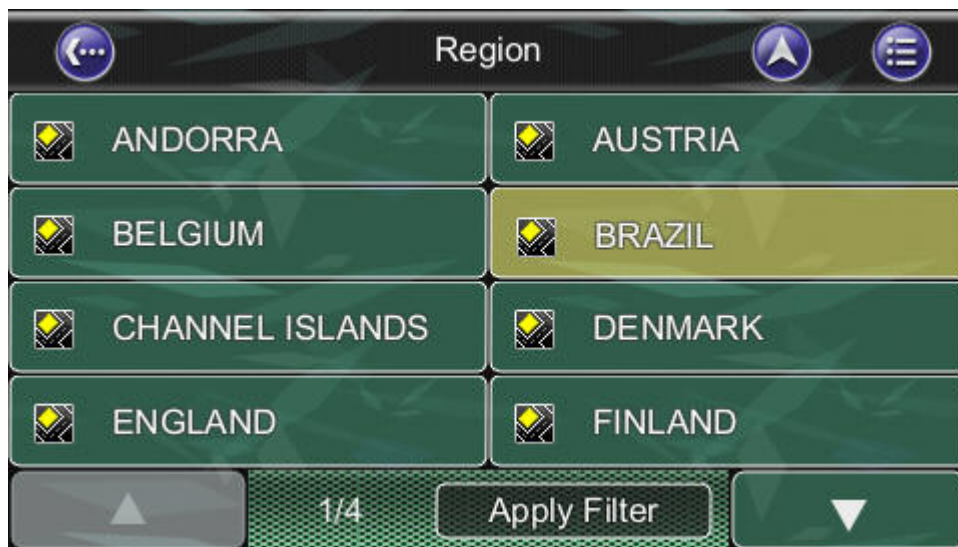 Region
ANDORRA
AUSTRIA
BELGIUM
BRAZIL
CHANNEL ISLANDS
DENMARK
ENGLAND
FINLAND
1/4
Apply Filter